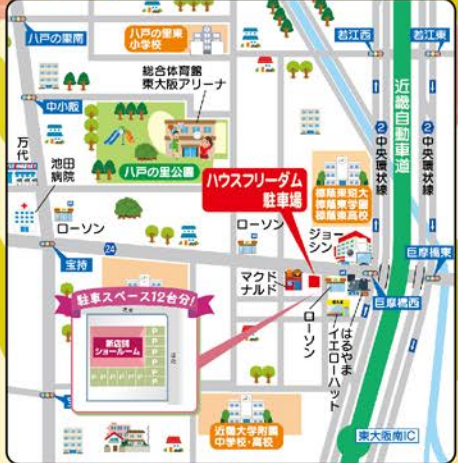 八戸の里南
八戸の里東
小学校
若江西
若江東
総合体育館
東大阪アリーナ
中小阪
近畿自動車道
②中央環状線
②中央環状線
万代
池田
病院
八戸の里公園
ハウスフリーダム
駐車場
樟蔭東短大
樟蔭東学園
樟蔭東高校
ローソン
ローソン
ジョー
シン
24
宝持
巨摩橋東
マクド
ナルド
巨摩橋西
駐車スペース12台分!
新店舗
ショールーム
P
P
P
P
P P P P P P
ローソン
イエローハット
はるやま
近畿大学附属
中学校・高校
東大阪南IC